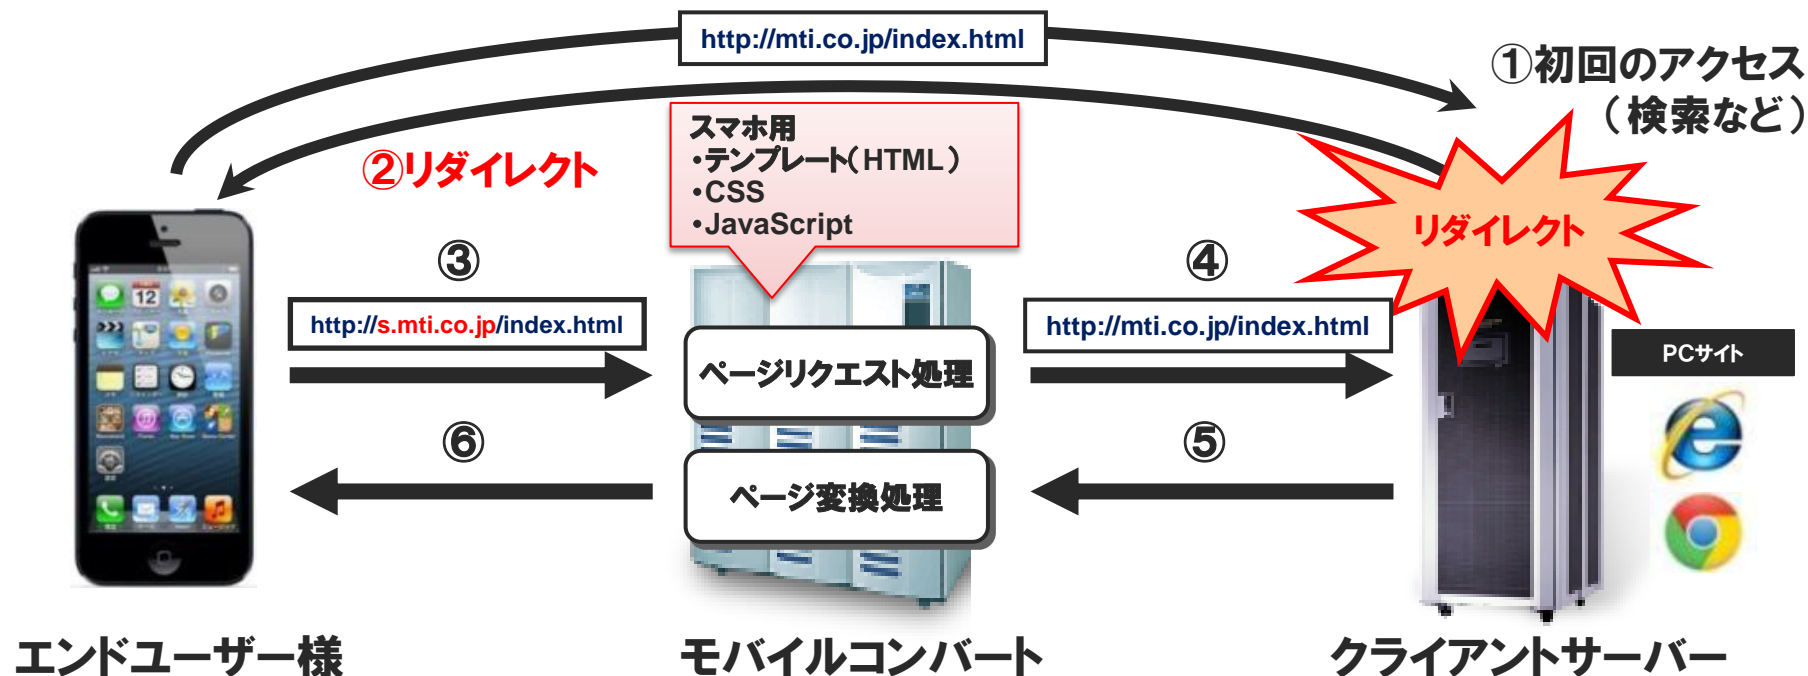 http://mti.co.jp/index.html
①初回のアクセス
（検索など）
スマホ用
・テンプレート（HTML）
・CSS
・JavaScript
②リダイレクト
リダイレクト
③
④
http://s.mti.co.jp/index.html
http://mti.co.jp/index.html
ページリクエスト処理
PCサイト
⑥
⑤
ページ変換処理
エンドユーザー様
モバイルコンバート
クライアントサーバー
12